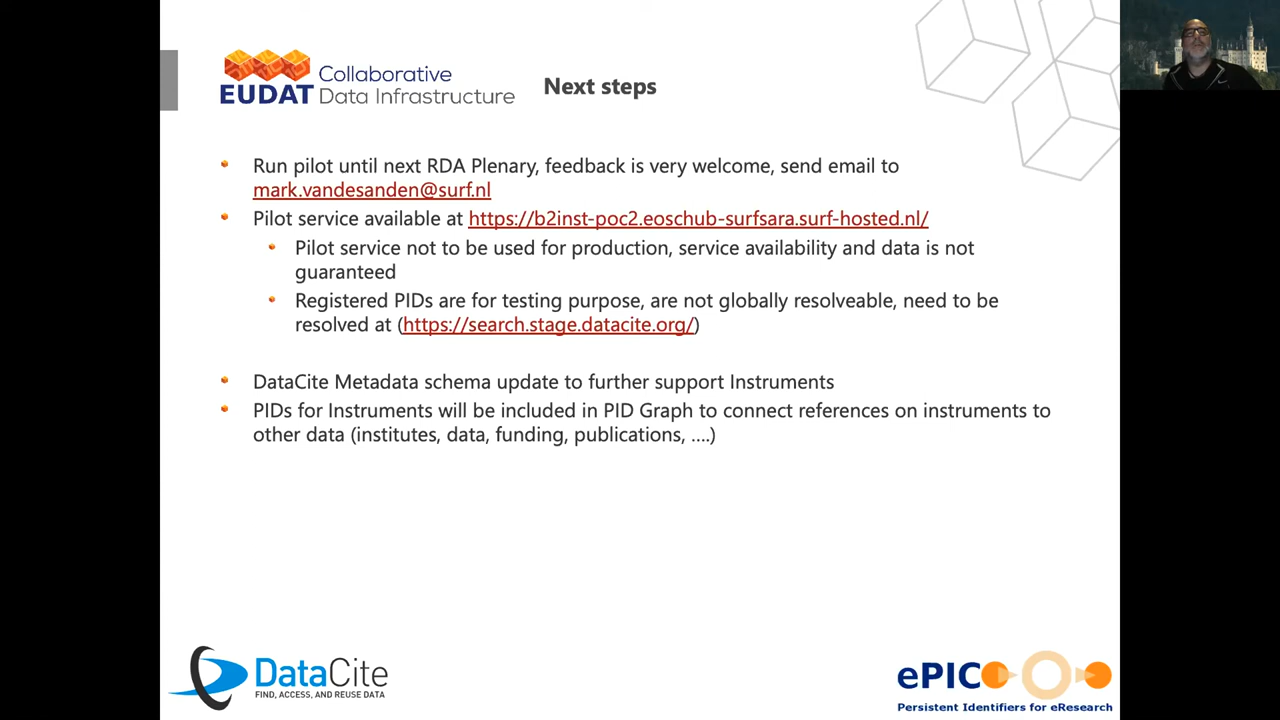 Collaborative
EUDAT Data Infrastructure
Next steps
Run pilot until next RDA Plenary, feedback is very welcome, send email to
mark.vandesanden@surf.nl
Pilot service available at https://b2inst-poc2.eoschub-surfsara.surf-hosted.nl/
Pilot service not to be used for production, service availability and data is not
guaranteed
Registered PIDs are for testing purpose, are not globally resolveable, need to be
resolved at (https://search.stage.datacite.org/)
DataCite Metadata schema update to further support Instruments
PIDs for Instruments will be included in PID Graph to connect references on instruments to
other data (institutes, data, funding, publications, ....)
DataCite
FIND, ACCESS, AND REUSE DATA
ePIC
Persistent Identifiers for eResearch